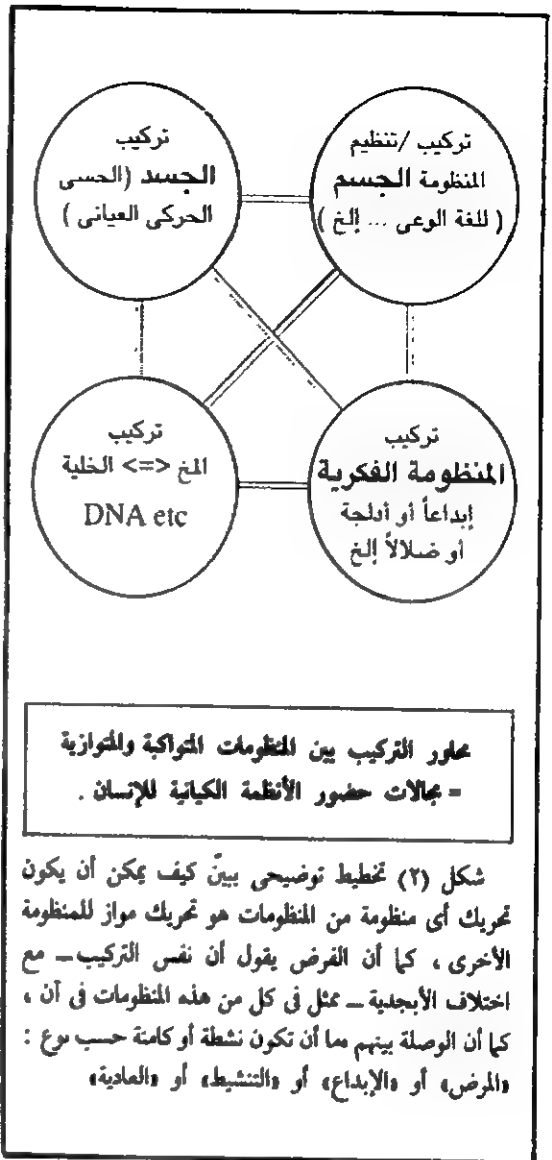 تركيب /تنظيم
المنظومة الجسم
( للغة الوعى ... إلخ )
تركيب
الجسد (الحسى
الحركى العيانى )
تركيب
المنظومة الفكرية
إبداعاً أو أدلجة
أو ضلالاً إلخ
تركيب
المخ <=> الخلية
DNA etc
محاور التركيب بين المنظومات المتواكبة والمتوازية
= مجالات حضور الأنظمة الكيانية للإنسان .
شكل (٢) تخطيط توضيحى يبينّ كيف يمكن أن يكون
تحريك أى منظومة من المنظومات هو تحريك مواز للمنظومة
الأخرى ، كما أن الفرض يقول أن نفس التركيب ــ مع
اختلاف الأبجدية ــ ممثل فى كل من هذه المنظومات فى آن ،
كما أن الوصلة بينهم أن تكون نشطة أو كامنة حسب :
«المرض» أو «الإبداع» أو «التنشيط» أو «العادية»